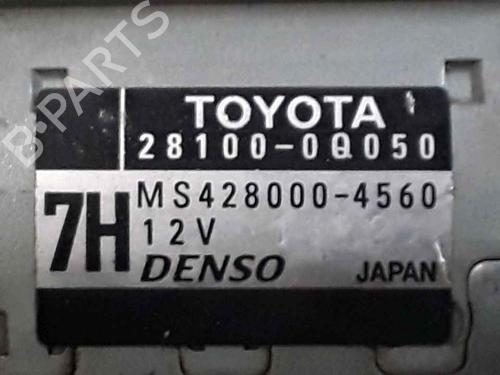 TOYOTA
28100-0Q050
7H
MS428000-4560
12V
DENSO JAPAN
B-PARTS